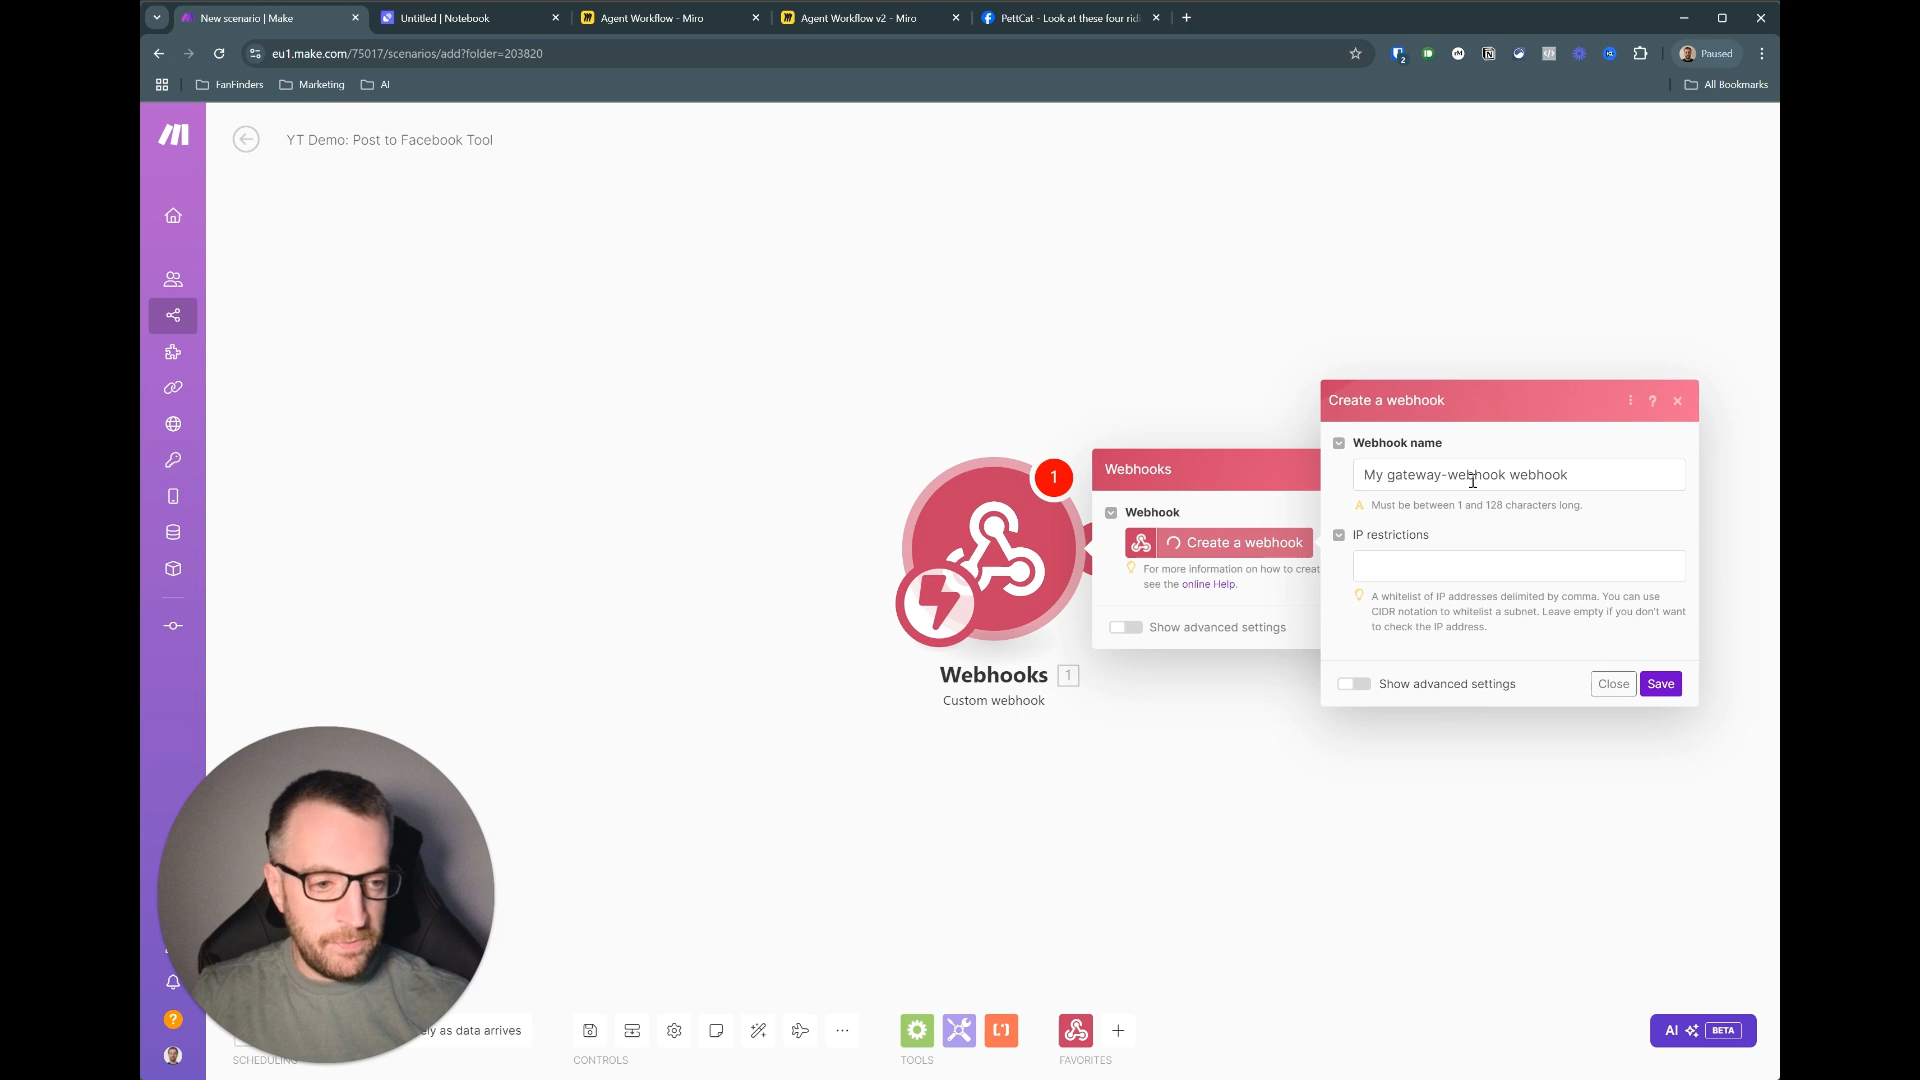 New scenario | Make
Untitled | Notebook
Agent Workflow - Miro
Agent Workflow v2 - Miro
PettCat - Look at these four rid
eu1.make.com/75017/scenarios/add?folder=203820
2
Paused
FanFinders
Marketing
AI
All Bookmarks
YT Demo: Post to Facebook Tool
Create a webhook
Webhook name
My gateway-webhook webhook
Must be between 1 and 128 characters long.
IP restrictions
A whitelist of IP addresses delimited by comma. You can use
CIDR notation to whitelist a subnet. Leave empty if you don't want
to check the IP address.
Show advanced settings
Close
Save
Webhooks
Webhook
Create a webhook
For more information on how to creat
see the online Help.
Show advanced settings
1
Webhooks 1
Custom webhook
ely as data arrives
SCHEDULING
CONTROLS
TOOLS
FAVORITES
AI BETA